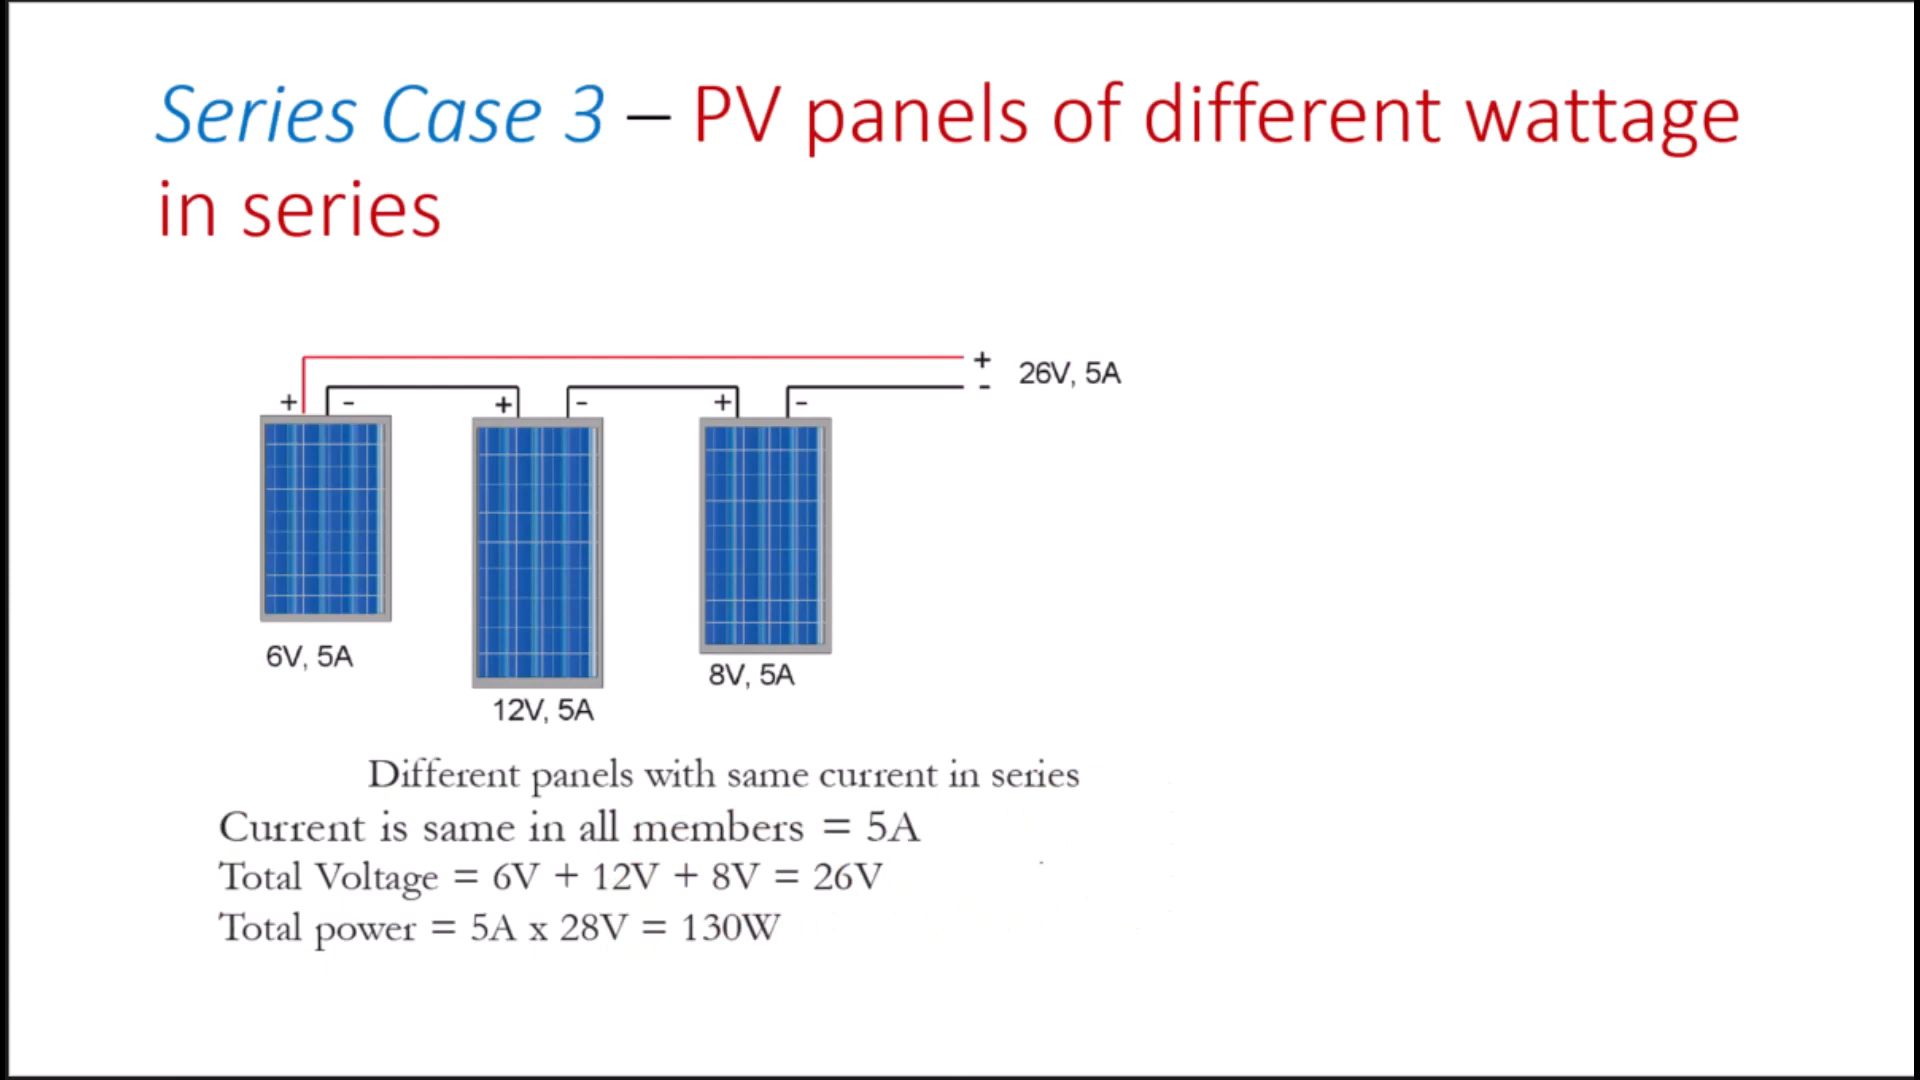 Series Case 3 – PV panels of different wattage
in series
+
-
26V, 5A
+ -
+ -
+ -
6V, 5A
12V, 5A
8V, 5A
Different panels with same current in series
Current is same in all members = 5A
Total Voltage = 6V + 12V + 8V = 26V
Total power = 5A x 28V = 130W